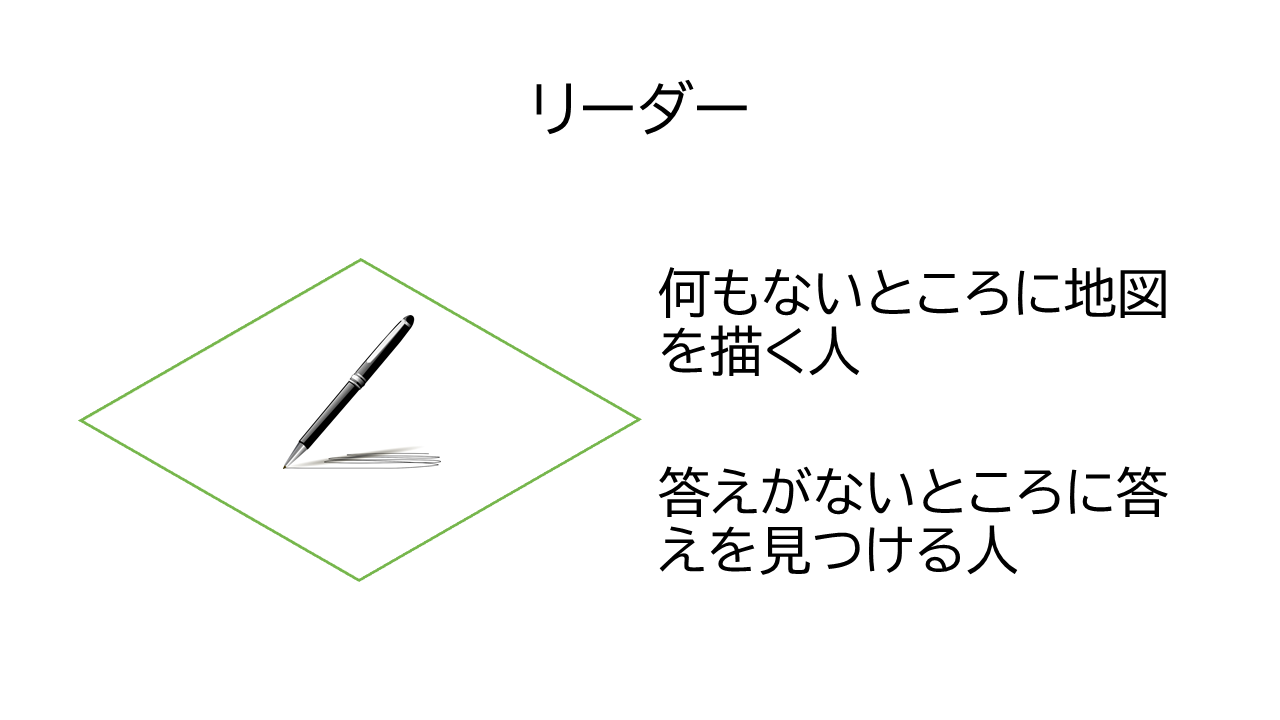 リーダー
何もないところに地図
を描く人
答えがないところに答
えを見つける人